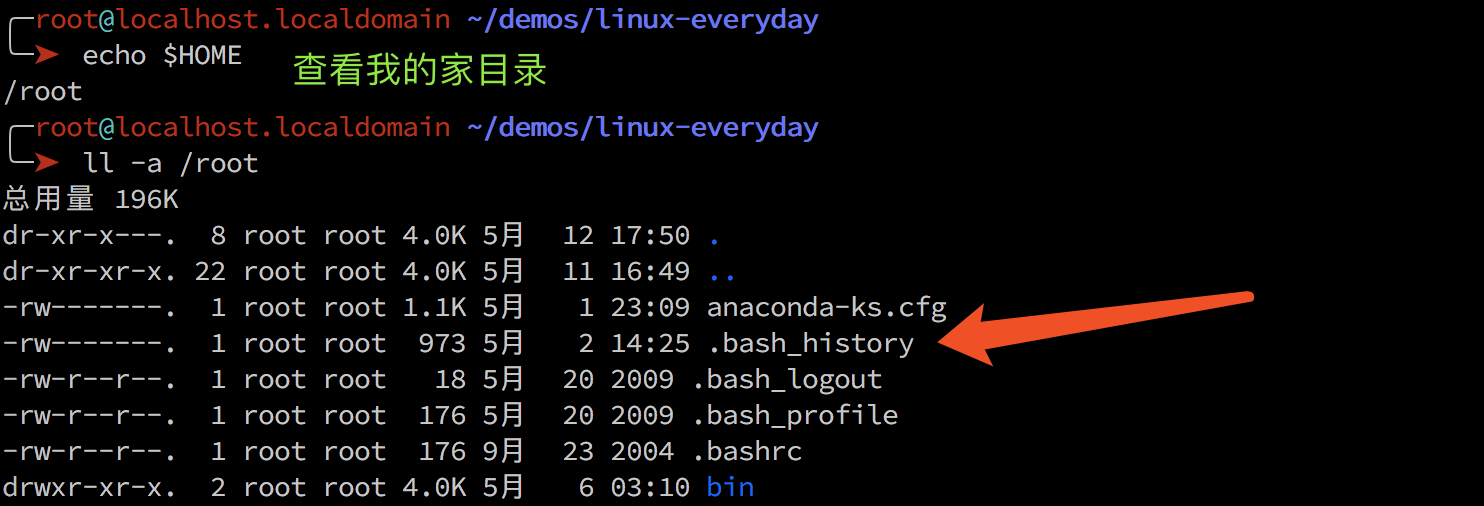 root@localhost.localdomain ~/demos/linux-everyday
echo $HOME
查看我的家目录
/root
root@localhost.localdomain ~/demos/linux-everyday
ll -a /root
总用量 196K
dr-xr-x---. 8 root root 4.0K 5月 12 17:50 .
dr-xr-xr-x. 22 root root 4.0K 5月 11 16:49 ..
-rw-------. 1 root root 1.1K 5月 1 23:09 anaconda-ks.cfg
-rw-------. 1 root root 973 5月 2 14:25 .bash_history
-rw-r--r--. 1 root root 18 5月 20 2009 .bash_logout
-rw-r--r--. 1 root root 176 5月 20 2009 .bash_profile
-rw-r--r--. 1 root root 176 9月 23 2004 .bashrc
drwxr-xr-x. 2 root root 4.0K 5月 6 03:10 bin